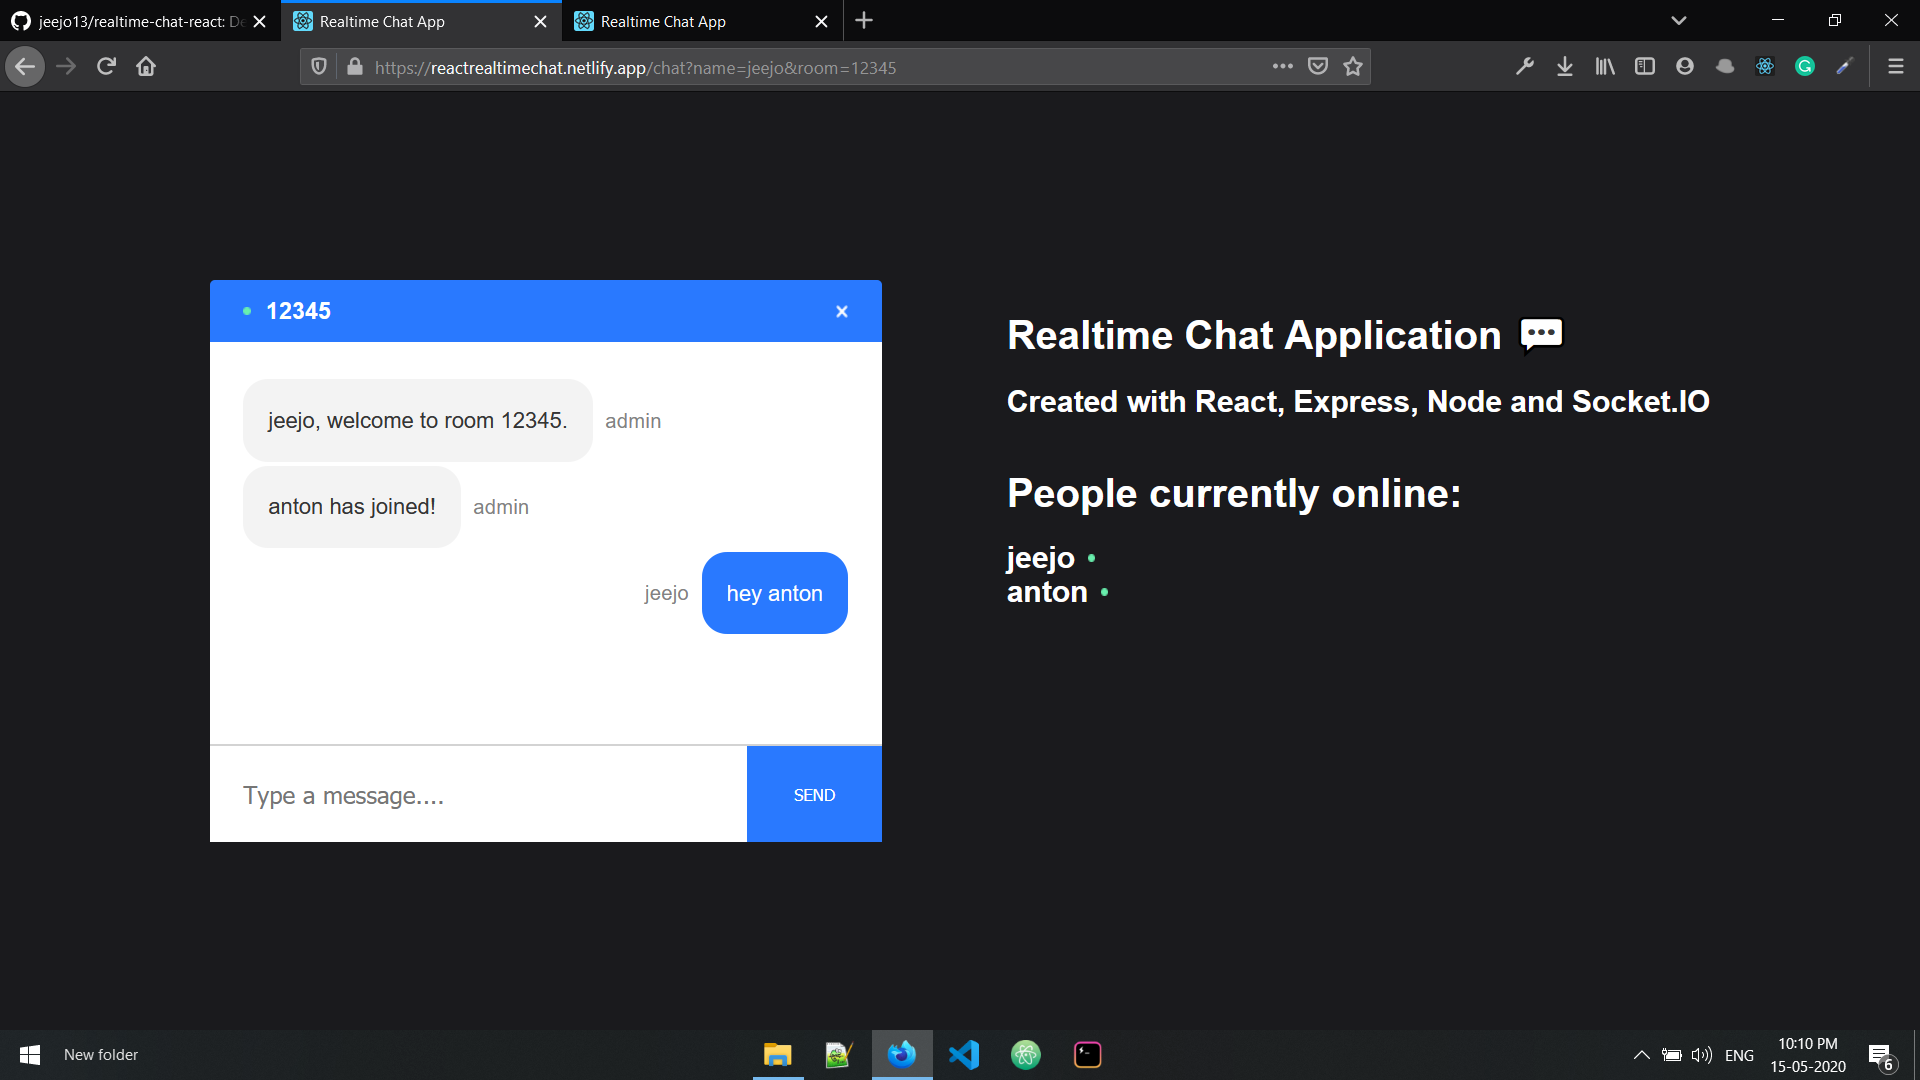 jeejo13/realtime-chat-react: De
Realtime Chat App
Realtime Chat App
https://reactrealtimechat.netlify.app/chat?name=jeejo&room=12345
12345
jeejo, welcome to room 12345.
admin
anton has joined!
admin
jeejo
hey anton
Type a message....
SEND
Realtime Chat Application
Created with React, Express, Node and Socket.IO
People currently online:
jeejo
anton
New folder
ENG
10:10 PM
15-05-2020
6